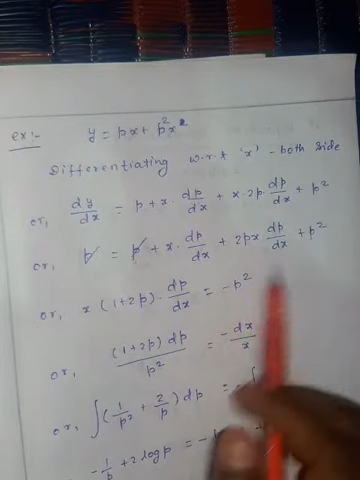 ex:- y = px + p²x
Differentiating w.r.t 'x' - both side
or, dy/dx = p + x · dp/dx + x · 2p · dp/dx + p²
or, p = p + x · dp/dx + 2px dp/dx + p²
or, x (1+2p) · dp/dx = -p²
or, (1+2p) dp / p² = -dx/x
or, ∫(1/p² + 2/p) dp = -∫
-1/p + 2 log p = -